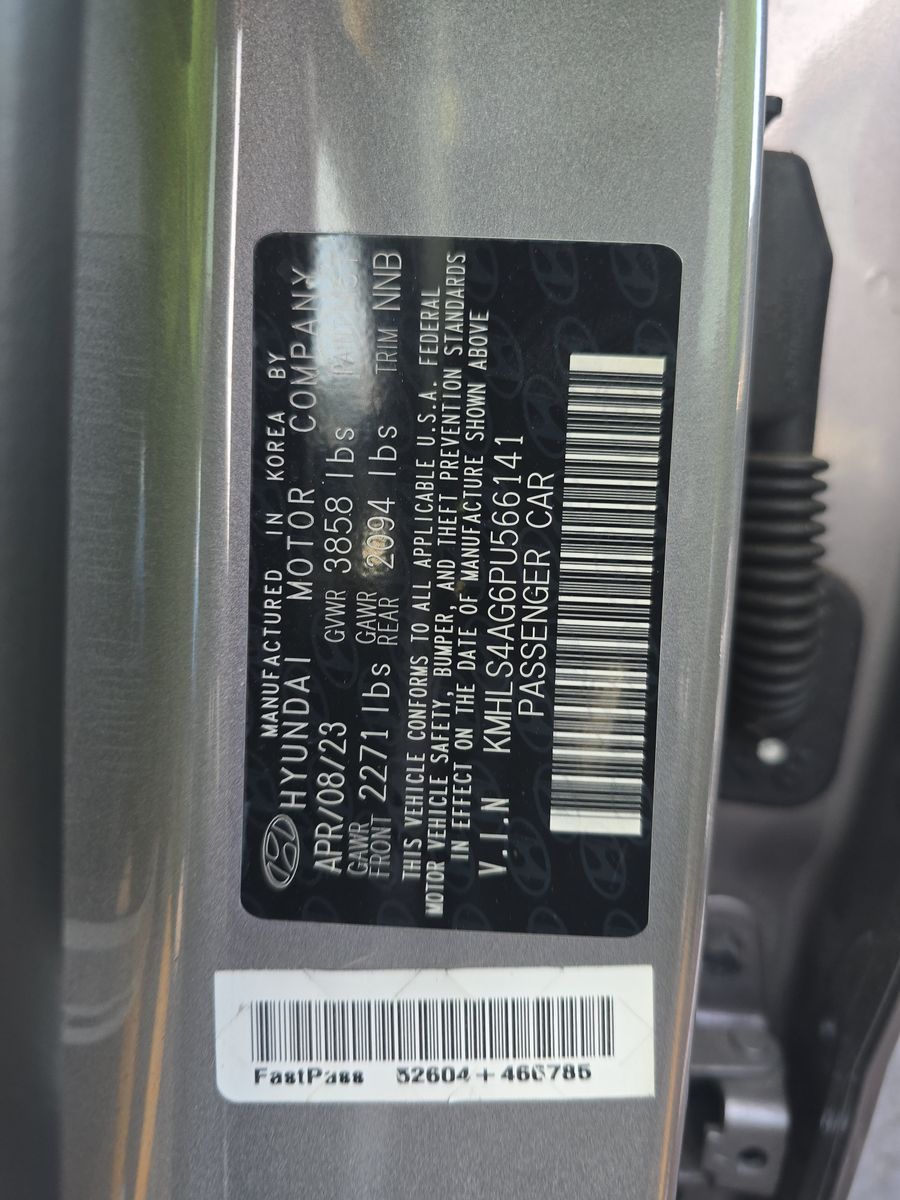 MANUFACTURED IN KOREA BY
HYUNDAI MOTOR COMPANY
APR/08/23 GVWR 3858 lbs PAINT
GAWR FRONT 2271 lbs GAWR REAR 2094 lbs TRIM NNB
THIS VEHICLE CONFORMS TO ALL APPLICABLE U.S.A. FEDERAL
MOTOR VEHICLE SAFETY, BUMPER, AND THEFT PREVENTION STANDARDS
IN EFFECT ON THE DATE OF MANUFACTURE SHOWN ABOVE
V.I.N KMHLS4AG6PU566141
PASSENGER CAR
FastPass 52604+466785